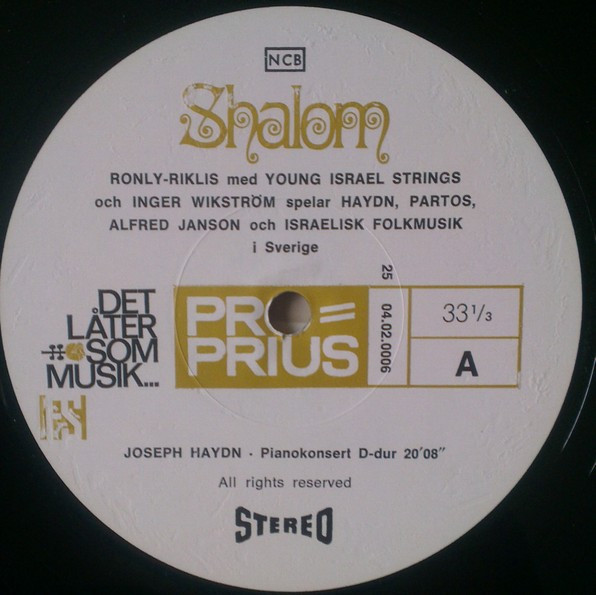 NCB
Shalom
RONLY-RIKLIS med YOUNG ISRAEL STRINGS
och INGER WIKSTRÖM spelar HAYDN, PARTOS,
ALFRED JANSON och ISRAELISK FOLKMUSIK
i Sverige
DET
LÅTER
SOM
MUSIK...
PRO=
PRIUS
25 04.02.0006
33 1/3
A
JOSEPH HAYDN · Pianokonsert D-dur 20'08"
All rights reserved
STEREO